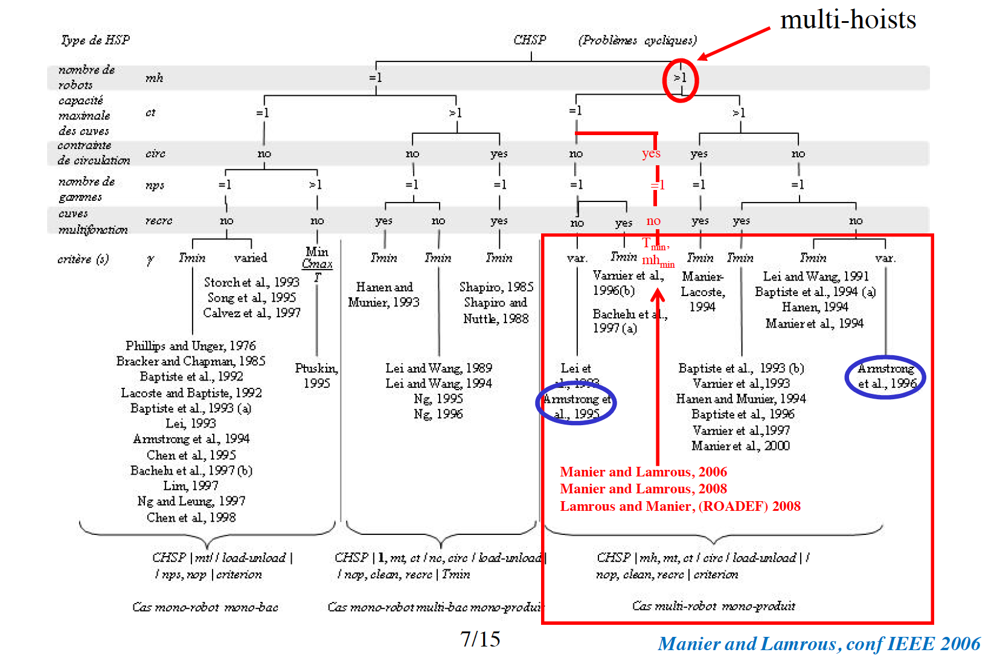 multi-hoists
Type de HSP
CHSP (Problèmes cycliques)
nombre de robots mh =1 >1
capacité maximale des cuves ct =1 >1 =1 >1
contrainte de circulation circ no no yes no yes yes no
nombre de gammes nps =1 >1 =1 =1 =1 =1 =1 =1
cuves multifonction recrc no no yes no yes no yes no yes yes no
critère (s) γ Tmin varied Min Cmax T Tmin Tmin Tmin var. Tmin Tmin, mhmin Tmin Tmin Tmin var.
Storch et al., 1993
Song et al., 1995
Calvez et al., 1997
Phillips and Unger, 1976
Bracker and Chapman, 1985
Baptiste et al., 1992
Lacoste and Baptiste, 1992
Baptiste et al., 1993 (a)
Lei, 1993
Armstrong et al., 1994
Chen et al., 1995
Bachelu et al., 1997 (b)
Lim, 1997
Ng and Leung, 1997
Chen et al., 1998
Ptuskin,
1995
Hanen and
Munier, 1993
Lei and Wang, 1989
Lei and Wang, 1994
Ng, 1995
Ng, 1996
Shapiro, 1985
Shapiro and
Nuttle, 1988
Lei et
al., 1993
Armstrong et
al., 1995
Varnier et al.,
1996(b)
Bachelu et al.,
1997 (a)
Manier-
Lacoste,
1994
Baptiste et al., 1993 (b)
Varnier et al.,1993
Hanen and Munier, 1994
Baptiste et al., 1996
Varnier et al.,1997
Manier et al., 2000
Lei and Wang, 1991
Baptiste et al., 1994 (a)
Hanen, 1994
Manier et al., 1994
Armstrong
et al., 1996
Manier and Lamrous, 2006
Manier and Lamrous, 2008
Lamrous and Manier, (ROADEF) 2008
CHSP | mt/ / load-unload |
/ nps, nop | criterion
Cas mono-robot mono-bac
CHSP | 1, mt, ct / nc, circ / load-unload |
/ nop, clean, recrc | Tmin
Cas mono-robot multi-bac mono-produit
CHSP | mh, mt, ct / circ / load-unload | /
nop, clean, recrc | criterion
Cas multi-robot mono-produit
7/15
Manier and Lamrous, conf IEEE 2006